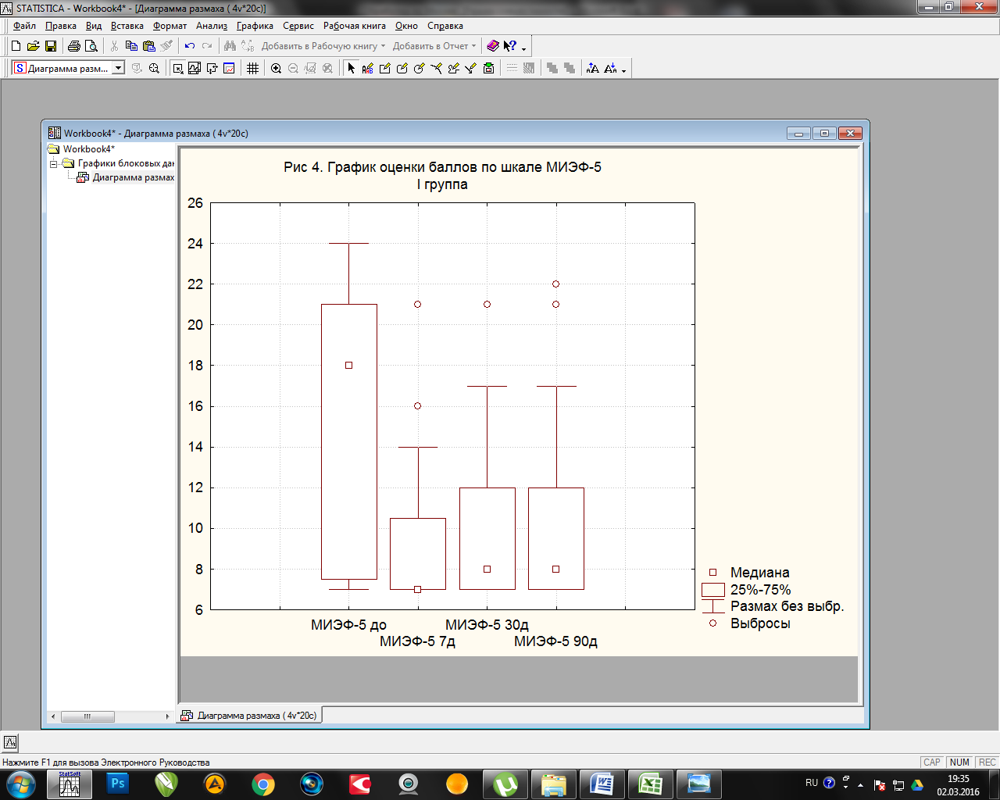 STATISTICA - Workbook4* - [Диаграмма размаха ( 4v*20c)]
Файл Правка Вид Вставка Формат Анализ Графика Сервис Рабочая книга Окно Справка
Добавить в Рабочую книгу Добавить в Отчет
Диаграмма разм...
Workbook4* - Диаграмма размаха ( 4v*20c)
Workbook4*
Графики блоковых дан
Диаграмма размах
Рис 4. График оценки баллов по шкале МИЭФ-5
I группа
26
24
22
20
18
16
14
12
10
8
6
МИЭФ-5 до
МИЭФ-5 7д
МИЭФ-5 30д
МИЭФ-5 90д
Медиана
25%-75%
Размах без выбр.
Выбросы
Диаграмма размаха ( 4v*20c)
Нажмите F1 для вызова Электронного Руководства
CAP NUM REC
StatSoft
Ps
RU
19:35
02.03.2016